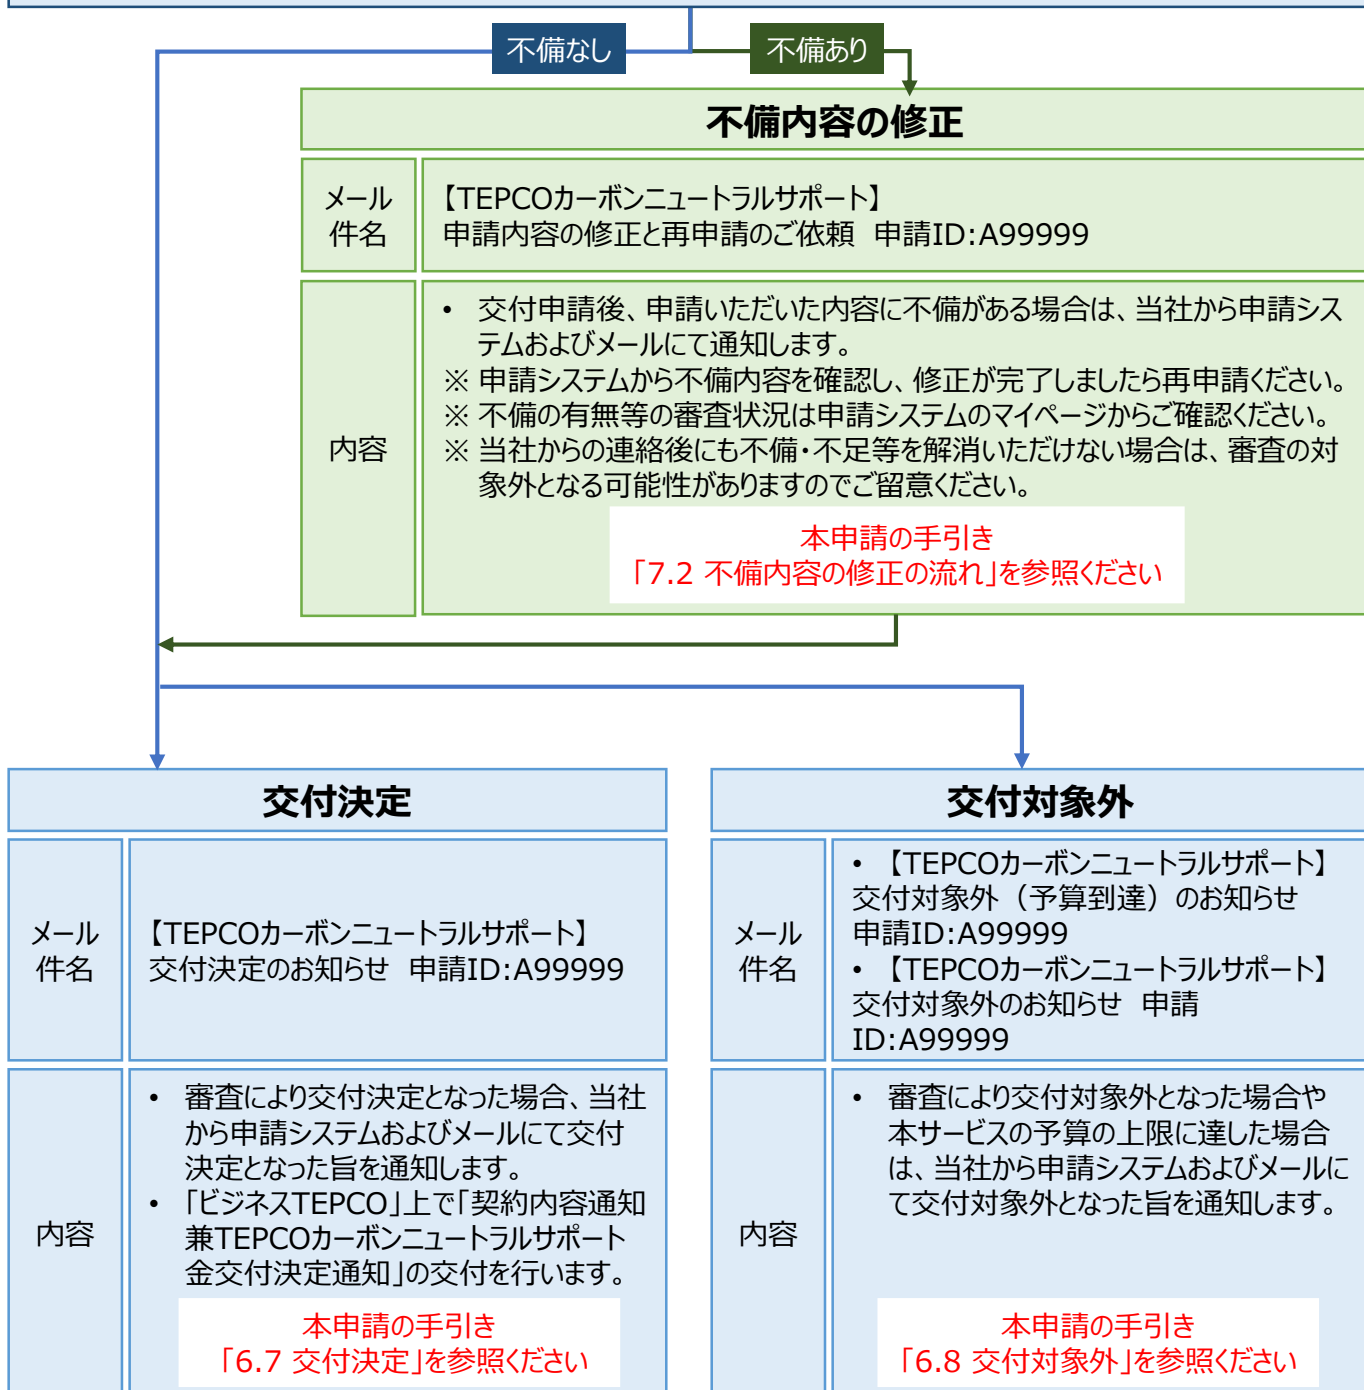 不備なし
不備あり
不備内容の修正
メール
件名
【TEPCOカーボンニュートラルサポート】
申請内容の修正と再申請のご依頼　申請ID:A99999
内容
• 交付申請後、申請いただいた内容に不備がある場合は、当社から申請シス
テムおよびメールにて通知します。
※ 申請システムから不備内容を確認し、修正が完了しましたら再申請ください。
※ 不備の有無等の審査状況は申請システムのマイページからご確認ください。
※ 当社からの連絡後にも不備・不足等を解消いただけない場合は、審査の対
象外となる可能性がありますのでご留意ください。
本申請の手引き
「7.2 不備内容の修正の流れ」を参照ください
交付決定
メール
件名
【TEPCOカーボンニュートラルサポート】
交付決定のお知らせ　申請ID:A99999
内容
• 審査により交付決定となった場合、当社
から申請システムおよびメールにて交付
決定となった旨を通知します。
• 「ビジネスTEPCO」上で「契約内容通知
兼TEPCOカーボンニュートラルサポート
金交付決定通知」の交付を行います。
本申請の手引き
「6.7 交付決定」を参照ください
交付対象外
メール
件名
• 【TEPCOカーボンニュートラルサポート】
交付対象外（予算到達）のお知らせ
申請ID:A99999
• 【TEPCOカーボンニュートラルサポート】
交付対象外のお知らせ　申請
ID:A99999
内容
• 審査により交付対象外となった場合や
本サービスの予算の上限に達した場合
は、当社から申請システムおよびメールに
て交付対象外となった旨を通知します。
本申請の手引き
「6.8 交付対象外」を参照ください